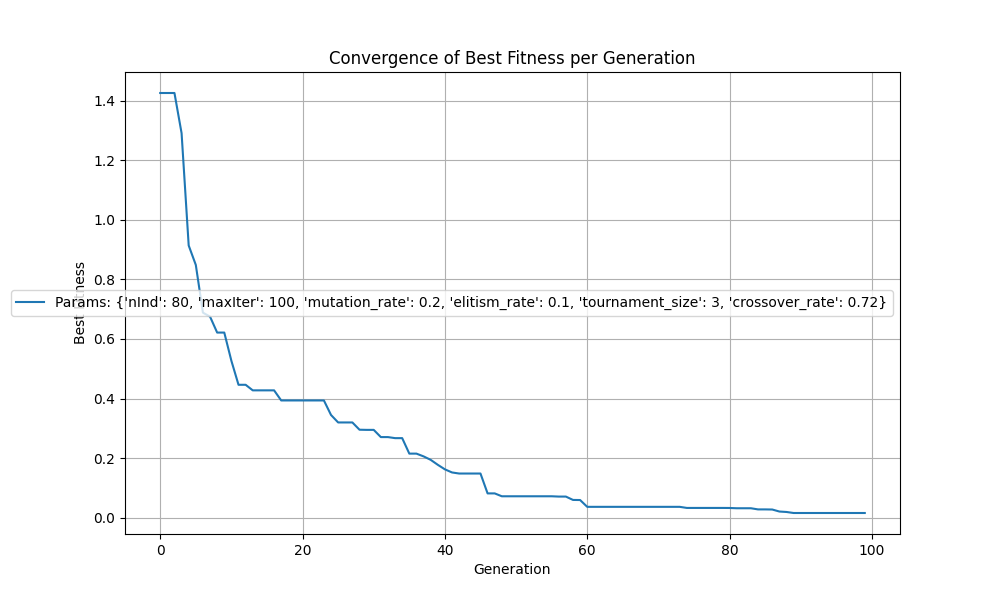 Convergence of Best Fitness per Generation
1.4
1.2
1.0
0.8
0.6
0.4
0.2
0.0
Best
ness
Params: {'nInd': 80, 'maxIter': 100, 'mutation_rate': 0.2, 'elitism_rate': 0.1, 'tournament_size': 3, 'crossover_rate': 0.72}
0 20 40 60 80 100
Generation